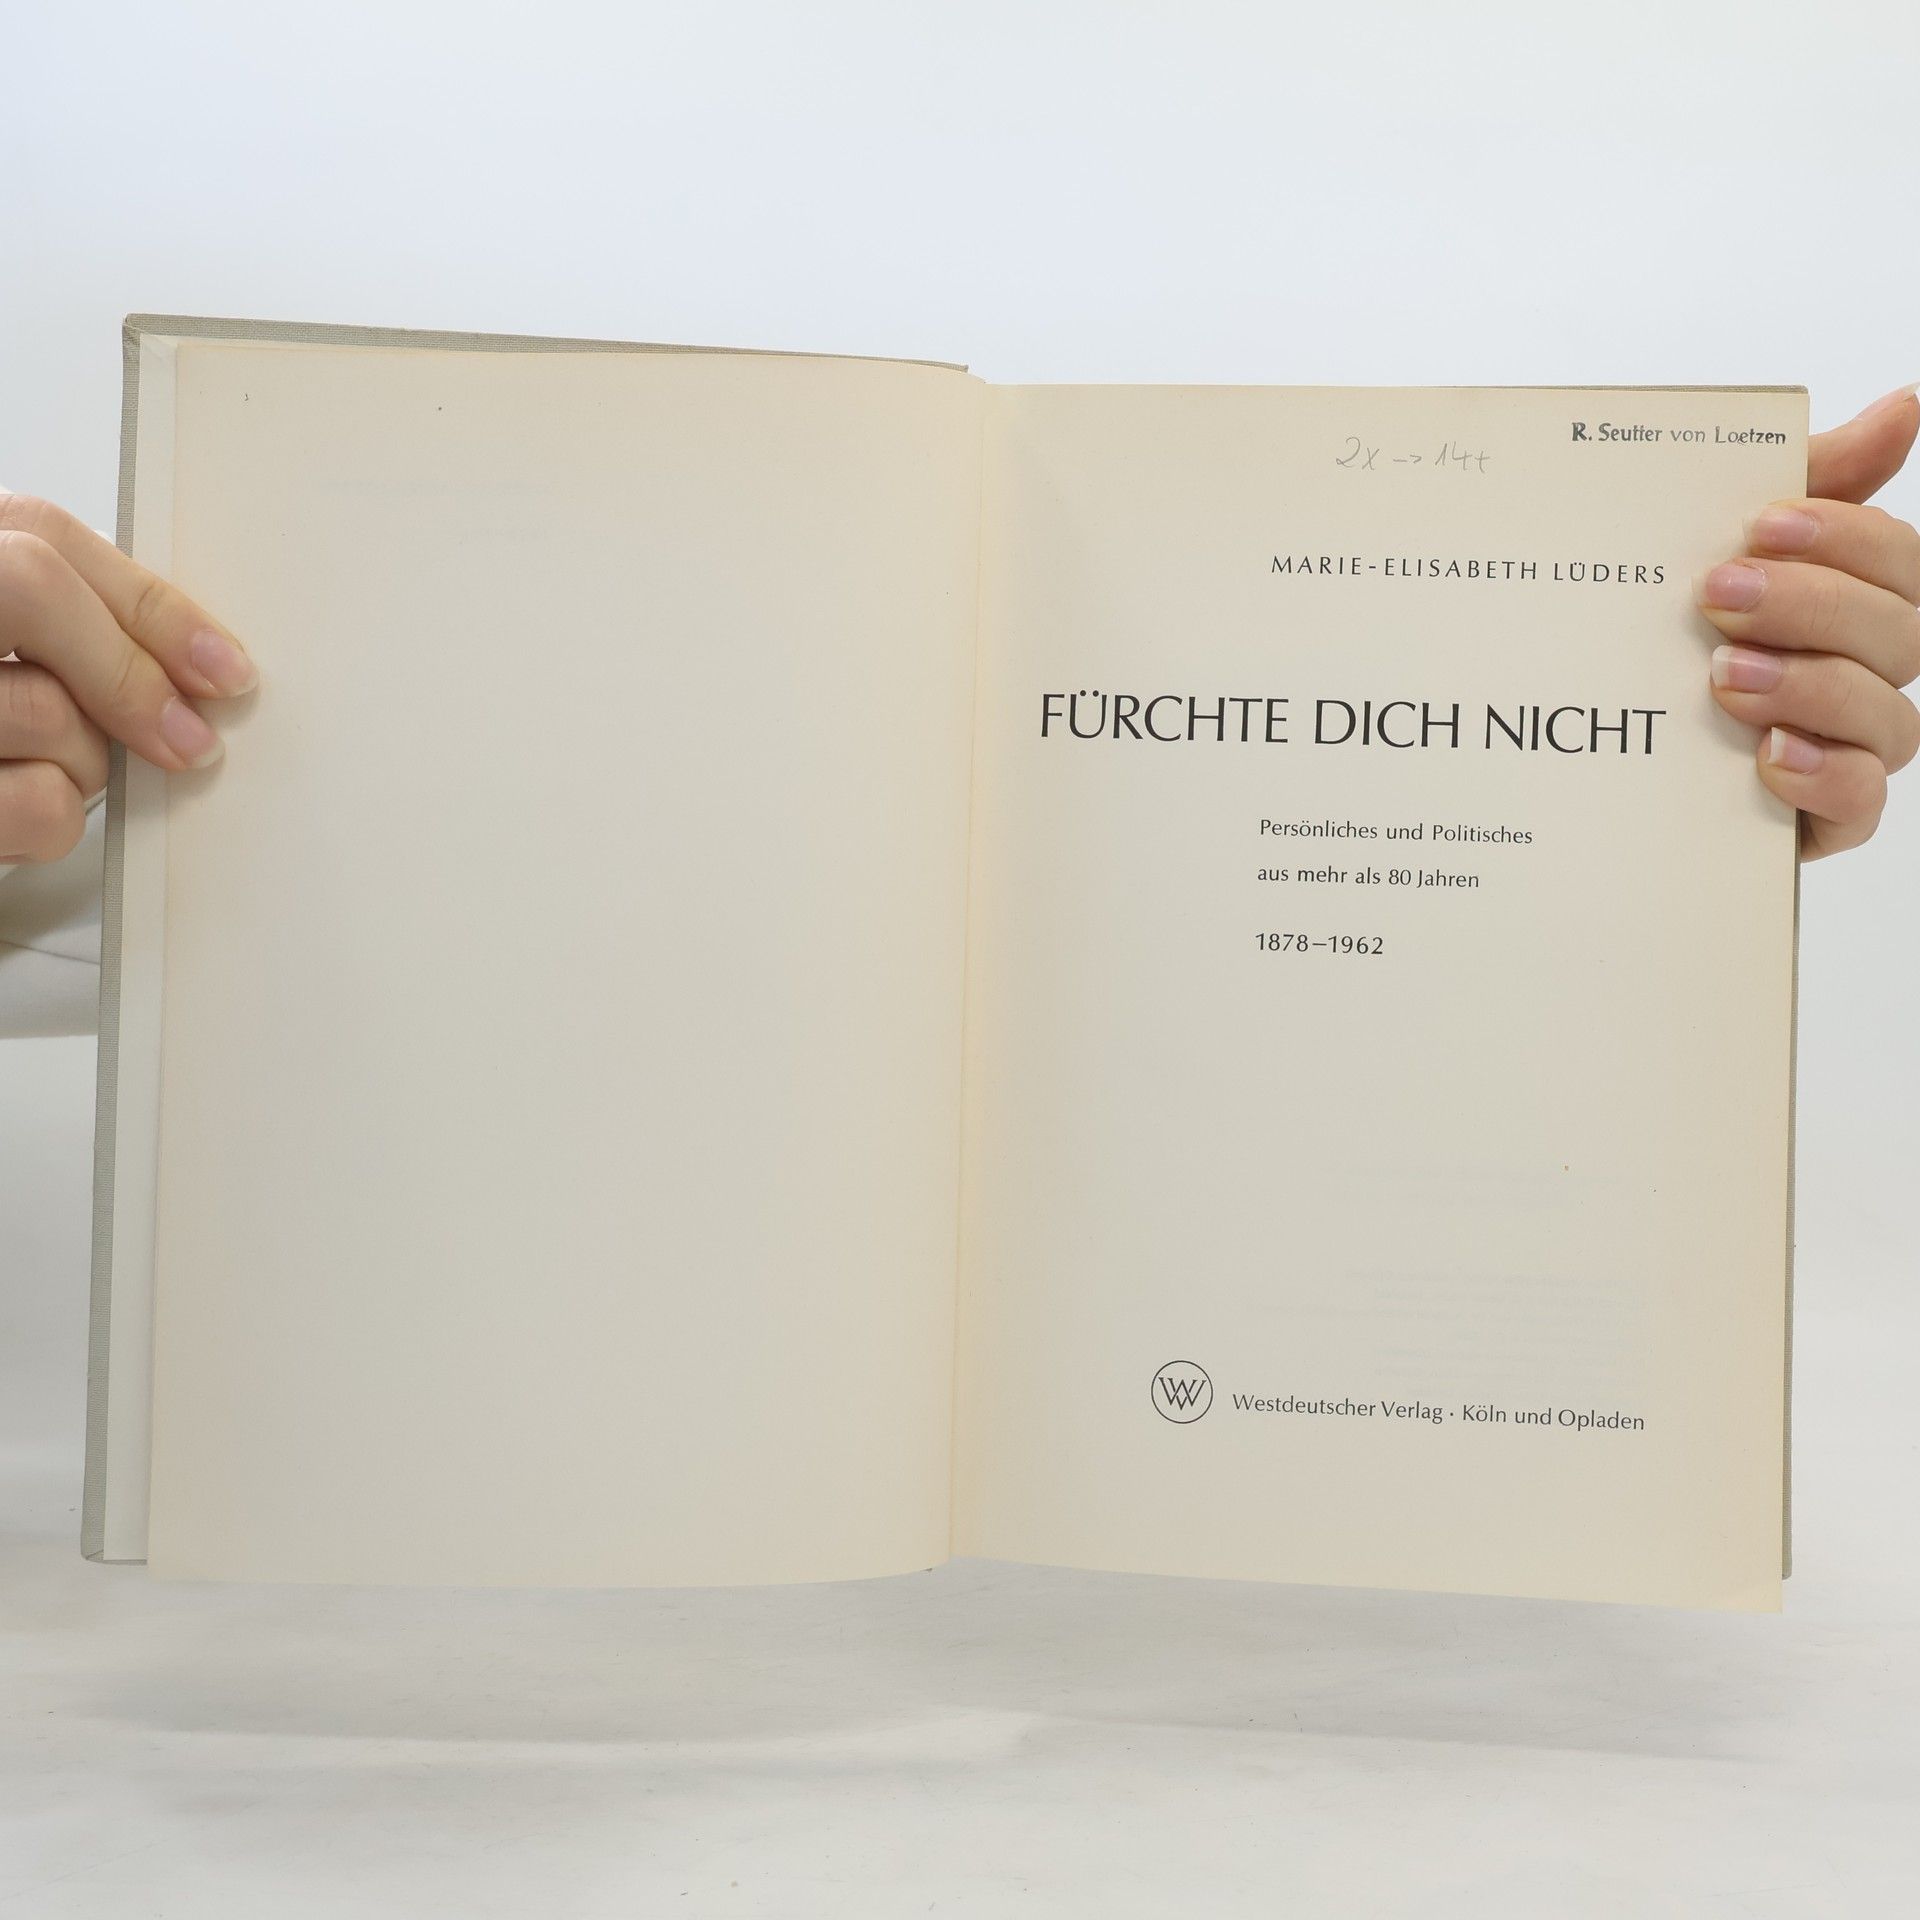 R. Seutter von Loetzen
2x -> 14t
MARIE-ELISABETH LÜDERS
FÜRCHTE DICH NICHT
Persönliches und Politisches
aus mehr als 80 Jahren
1878–1962
Westdeutscher Verlag · Köln und Opladen